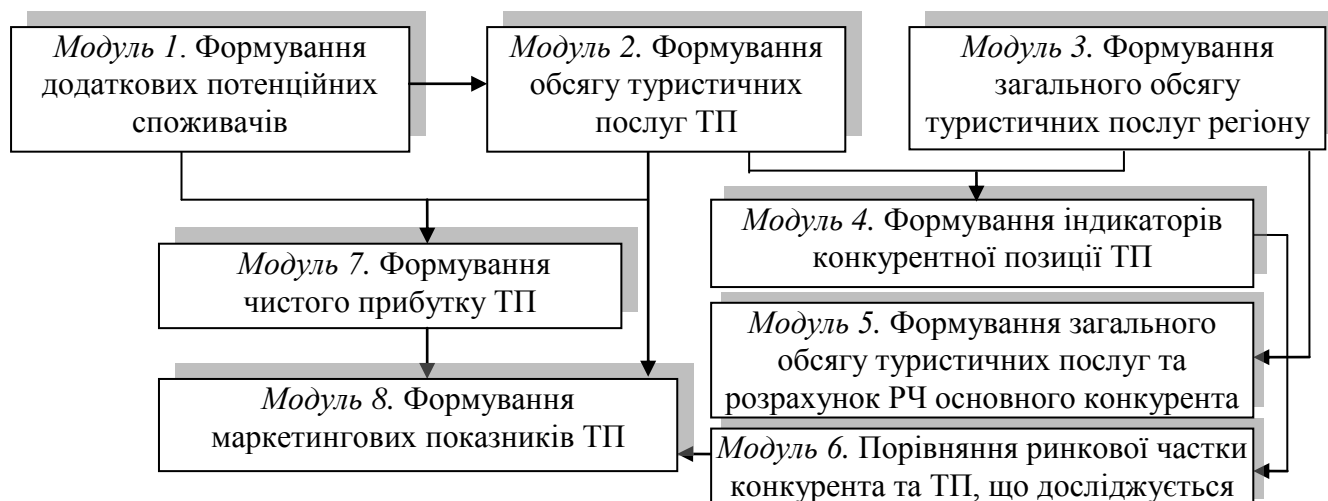 Модуль 1. Формування
додаткових потенційних
споживачів
Модуль 2. Формування
обсягу туристичних
послуг ТП
Модуль 3. Формування
загального обсягу
туристичних послуг регіону
Модуль 4. Формування індикаторів
конкурентної позиції ТП
Модуль 7. Формування
чистого прибутку ТП
Модуль 5. Формування загального
обсягу туристичних послуг та
розрахунок РЧ основного конкурента
Модуль 8. Формування
маркетингових показників ТП
Модуль 6. Порівняння ринкової частки
конкурента та ТП, що досліджується